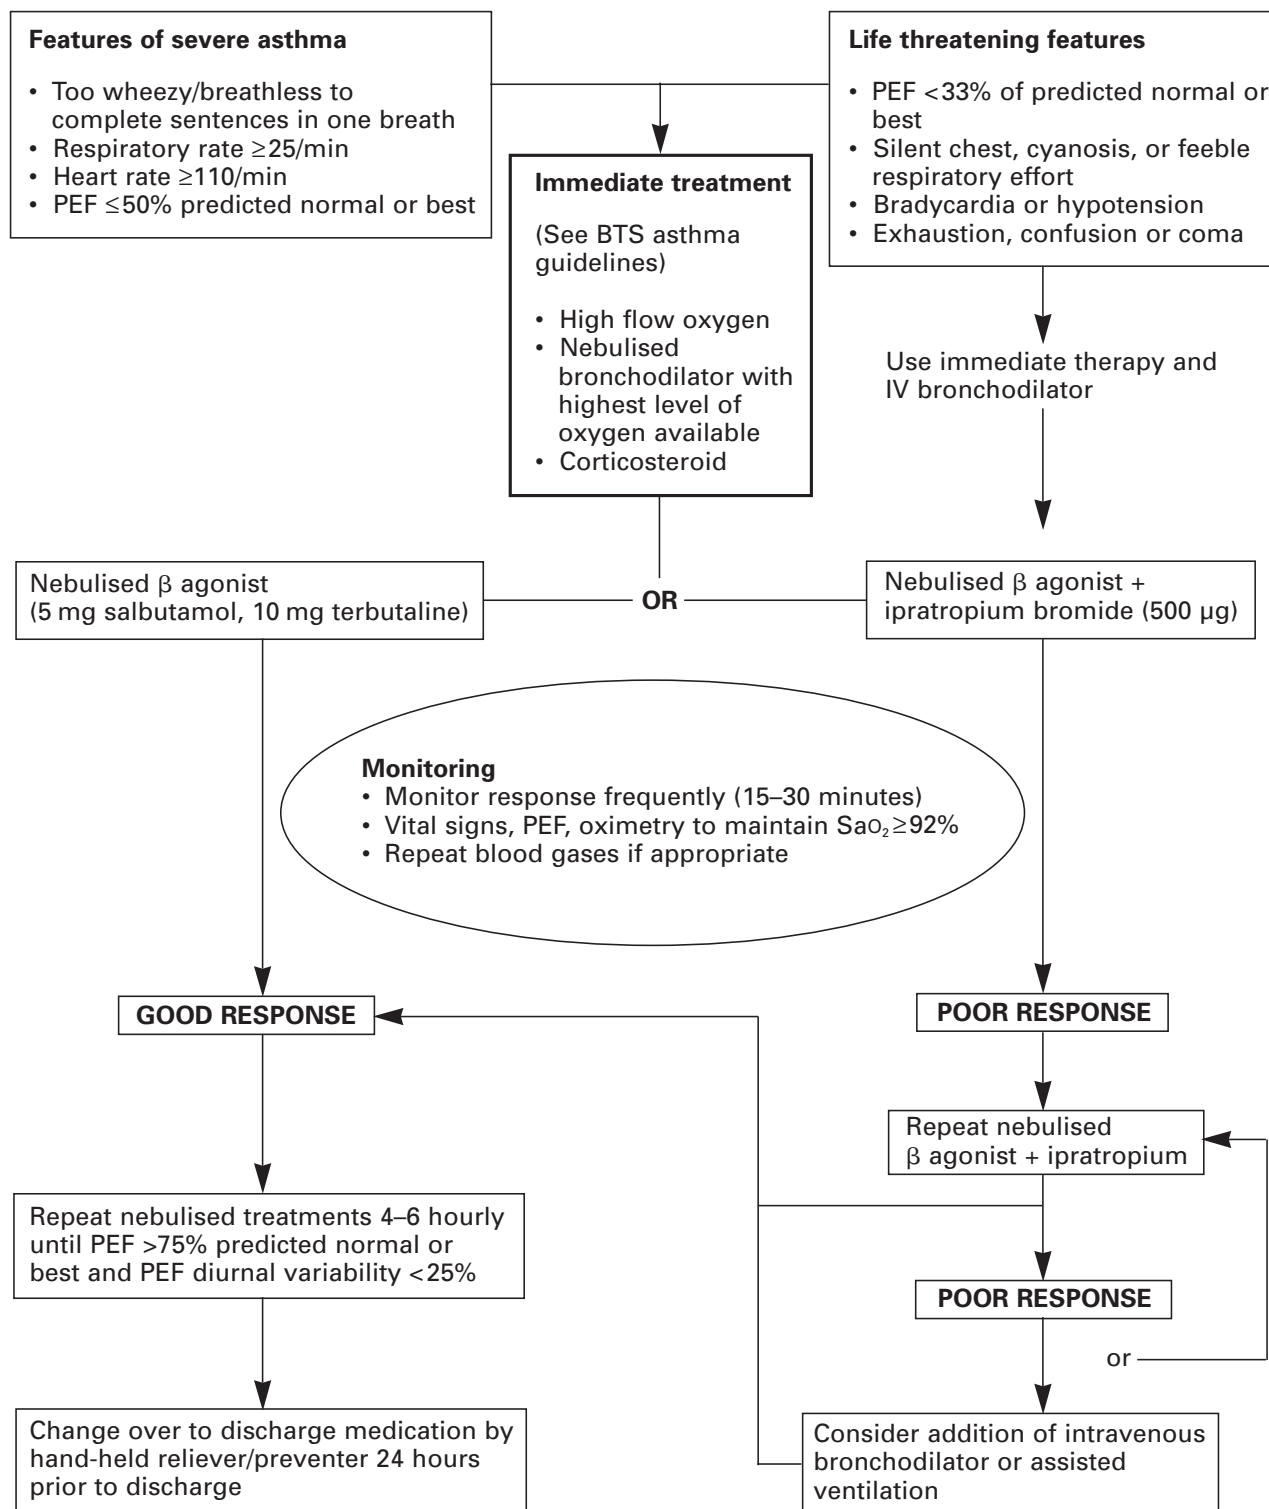 Features of severe asthma
• Too wheezy/breathless to
complete sentences in one breath
• Respiratory rate ≥25/min
• Heart rate ≥110/min
• PEF ≤50% predicted normal or best
Life threatening features
• PEF <33% of predicted normal or
best
• Silent chest, cyanosis, or feeble
respiratory effort
• Bradycardia or hypotension
• Exhaustion, confusion or coma
Immediate treatment
(See BTS asthma
guidelines)
• High flow oxygen
• Nebulised
bronchodilator with
highest level of
oxygen available
• Corticosteroid
Use immediate therapy and
IV bronchodilator
Nebulised β agonist
(5 mg salbutamol, 10 mg terbutaline)
OR
Nebulised β agonist +
ipratropium bromide (500 µg)
Monitoring
• Monitor response frequently (15–30 minutes)
• Vital signs, PEF, oximetry to maintain SaO₂ ≥92%
• Repeat blood gases if appropriate
GOOD RESPONSE
POOR RESPONSE
Repeat nebulised
β agonist + ipratropium
Repeat nebulised treatments 4–6 hourly
until PEF >75% predicted normal or
best and PEF diurnal variability <25%
POOR RESPONSE
or
Change over to discharge medication by
hand-held reliever/preventer 24 hours
prior to discharge
Consider addition of intravenous
bronchodilator or assisted
ventilation